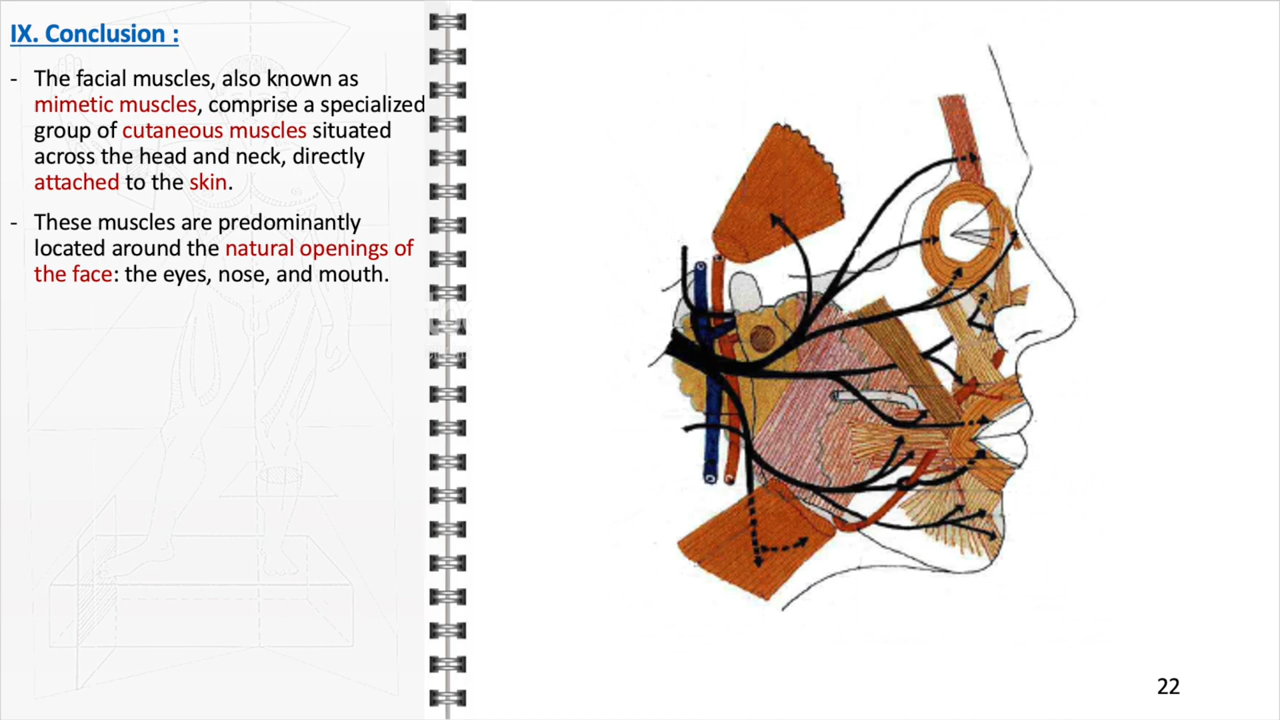 IX. Conclusion :
- The facial muscles, also known as
mimetic muscles, comprise a specialized
group of cutaneous muscles situated
across the head and neck, directly
attached to the skin.
- These muscles are predominantly
located around the natural openings of
the face: the eyes, nose, and mouth.
22